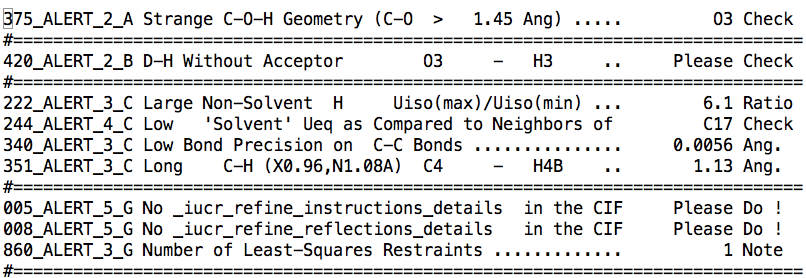 375_ALERT_2_A Strange C-O-H Geometry (C-O  >   1.45 Ang) .....         O3 Check
#===============================================================================
420_ALERT_2_B D-H Without Acceptor       O3     -   H3     ..     Please Check
#===============================================================================
222_ALERT_3_C Large Non-Solvent  H     Uiso(max)/Uiso(min) ...        6.1 Ratio
244_ALERT_4_C Low   'Solvent' Ueq as Compared to Neighbors of         C17 Check
340_ALERT_3_C Low Bond Precision on  C-C Bonds ...............     0.0056 Ang.
351_ALERT_3_C Long    C-H (X0.96,N1.08A)  C4     -   H4B    ..       1.13 Ang.
#===============================================================================
005_ALERT_5_G No _iucr_refine_instructions_details  in the CIF     Please Do !
008_ALERT_5_G No _iucr_refine_reflections_details   in the CIF     Please Do !
860_ALERT_3_G Number of Least-Squares Restraints .............          1 Note
#===============================================================================